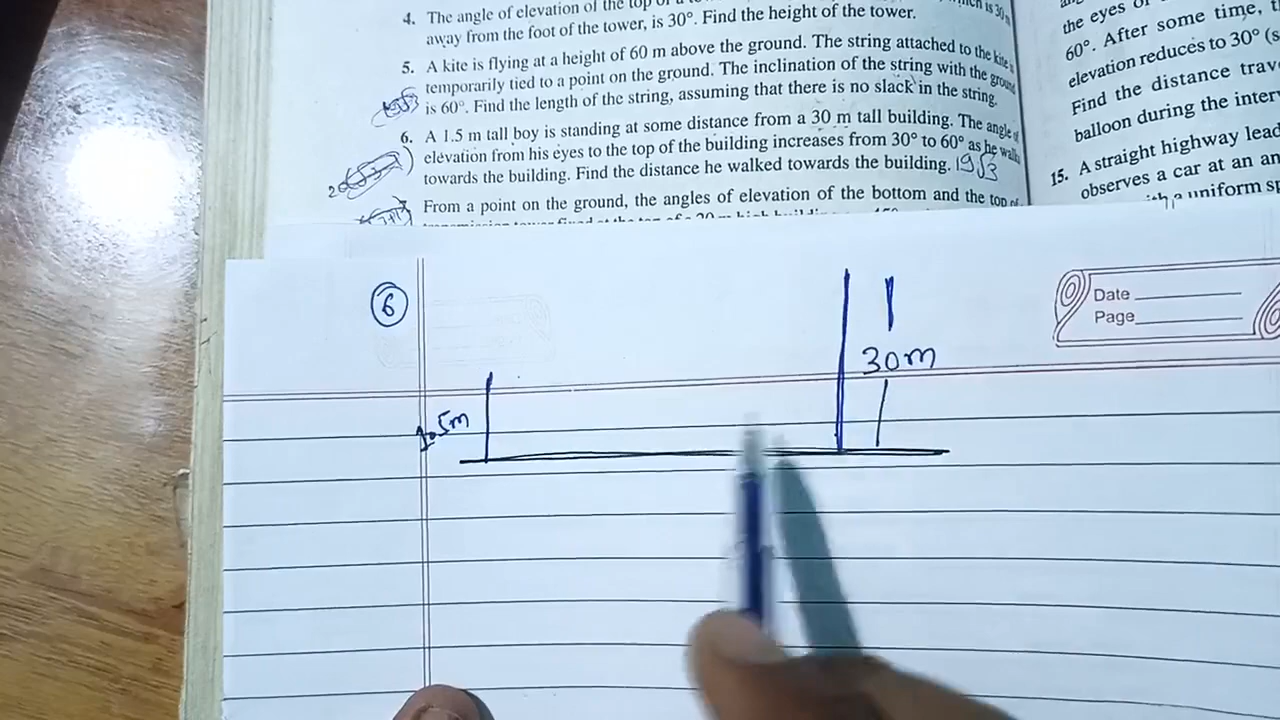 4. The angle of elevation of the top of a
away from the foot of the tower, is 30°. Find the height of the tower.
5. A kite is flying at a height of 60 m above the ground. The string attached to the kite is
temporarily tied to a point on the ground. The inclination of the string with the ground
is 60°. Find the length of the string, assuming that there is no slack in the string.
6. A 1.5 m tall boy is standing at some distance from a 30 m tall building. The angle of
elevation from his eyes to the top of the building increases from 30° to 60° as he walks
towards the building. Find the distance he walked towards the building. 19√3
From a point on the ground, the angles of elevation of the bottom and the top of
the eyes of
60°. After some time, t
elevation reduces to 30° (s
Find the distance trav
balloon during the inter
15. A straight highway lead
observes a car at an an
uniform sp
6
30m
1.5m
Date
Page